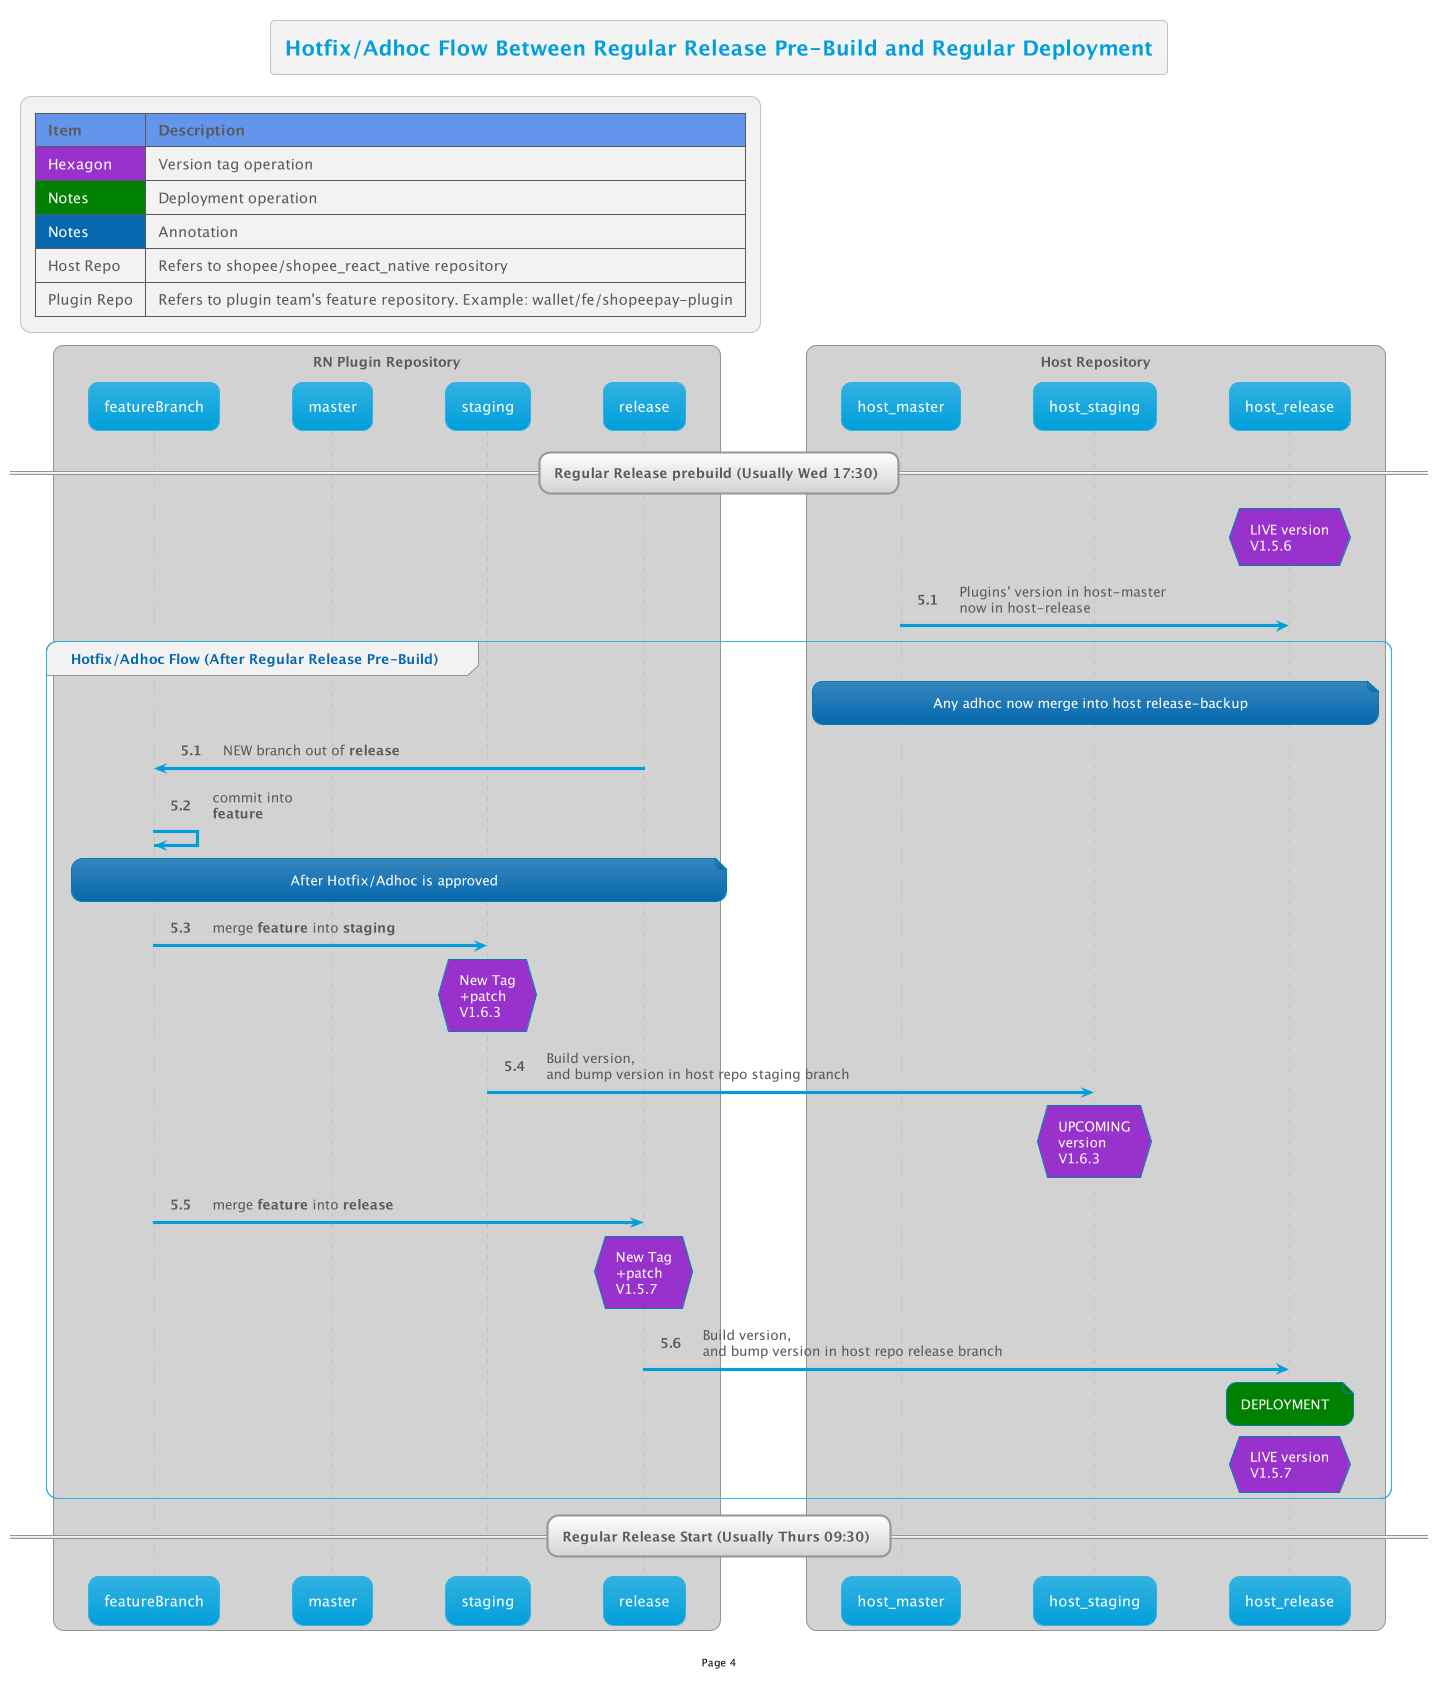 Hotfix/Adhoc Flow Between Regular Release Pre-Build and Regular Deployment
Item Description
Hexagon Version tag operation
Notes Deployment operation
Notes Annotation
Host Repo Refers to shopee/shopee_react_native repository
Plugin Repo Refers to plugin team's feature repository. Example: wallet/fe/shopeepay-plugin
RN Plugin Repository
Host Repository
featureBranch master staging release host_master host_staging host_release
Regular Release prebuild (Usually Wed 17:30)
LIVE version
V1.5.6
5.1 Plugins' version in host-master
now in host-release
Hotfix/Adhoc Flow (After Regular Release Pre-Build)
Any adhoc now merge into host release-backup
5.1 NEW branch out of release
5.2 commit into
feature
After Hotfix/Adhoc is approved
5.3 merge feature into staging
New Tag
+patch
V1.6.3
5.4 Build version,
and bump version in host repo staging branch
UPCOMING
version
V1.6.3
5.5 merge feature into release
New Tag
+patch
V1.5.7
5.6 Build version,
and bump version in host repo release branch
DEPLOYMENT
LIVE version
V1.5.7
Regular Release Start (Usually Thurs 09:30)
featureBranch master staging release host_master host_staging host_release
Page 4